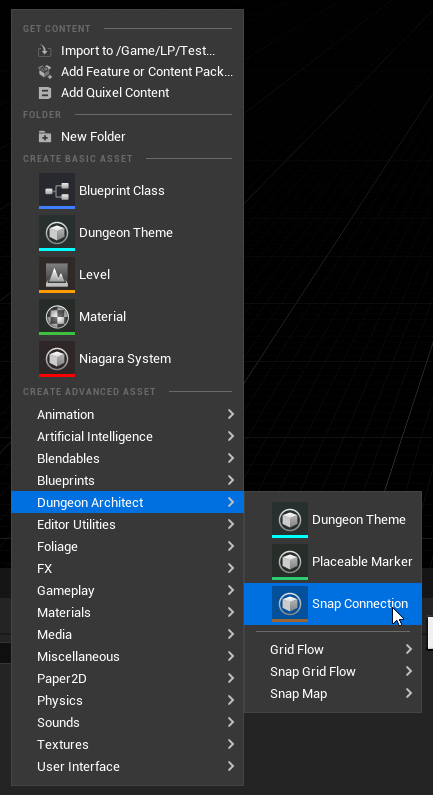 GET CONTENT
Import to /Game/LP/Test...
Add Feature or Content Pack...
Add Quixel Content
FOLDER
New Folder
CREATE BASIC ASSET
Blueprint Class
Dungeon Theme
Level
Material
Niagara System
CREATE ADVANCED ASSET
Animation
Artificial Intelligence
Blendables
Blueprints
Dungeon Architect
Editor Utilities
Foliage
FX
Gameplay
Materials
Media
Miscellaneous
Paper2D
Physics
Sounds
Textures
User Interface
Dungeon Theme
Placeable Marker
Snap Connection
Grid Flow
Snap Grid Flow
Snap Map